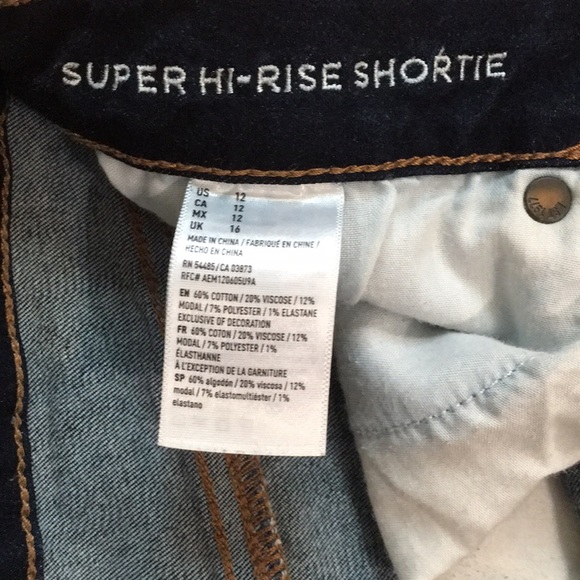 SUPER HI-RISE SHORTIE
US 12
CA 12
MX 12
UK 16
MADE IN CHINA / FABRIQUÉ EN CHINE /
HECHO EN CHINA
RN 54485/CA 03873
RFC# AEM120605U9A
EN 60% COTTON / 20% VISCOSE / 12%
MODAL / 7% POLYESTER / 1% ELASTANE
EXCLUSIVE OF DECORATION
FR 60% COTON / 20% VISCOSE / 12%
MODAL / 7% POLYESTER / 1%
ÉLASTHANNE
À L'EXCEPTION DE LA GARNITURE
SP 60% algodón / 20% viscosa / 12%
modal / 7% elastomultiéster / 1%
elastano